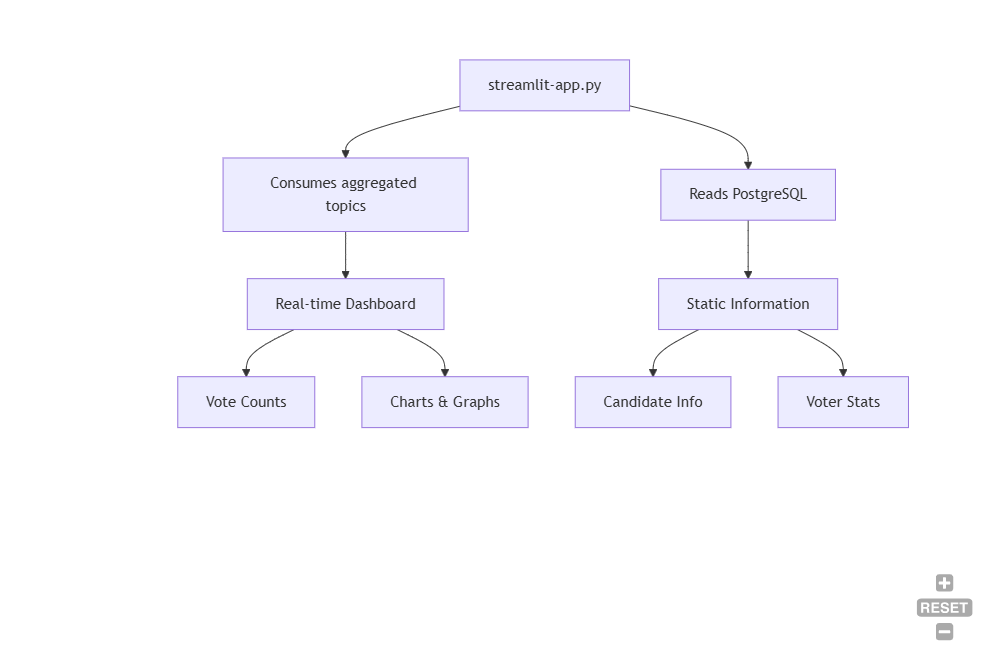 streamlit-app.py
Consumes aggregated
topics
Reads PostgreSQL
Real-time Dashboard
Static Information
Vote Counts
Charts & Graphs
Candidate Info
Voter Stats
RESET